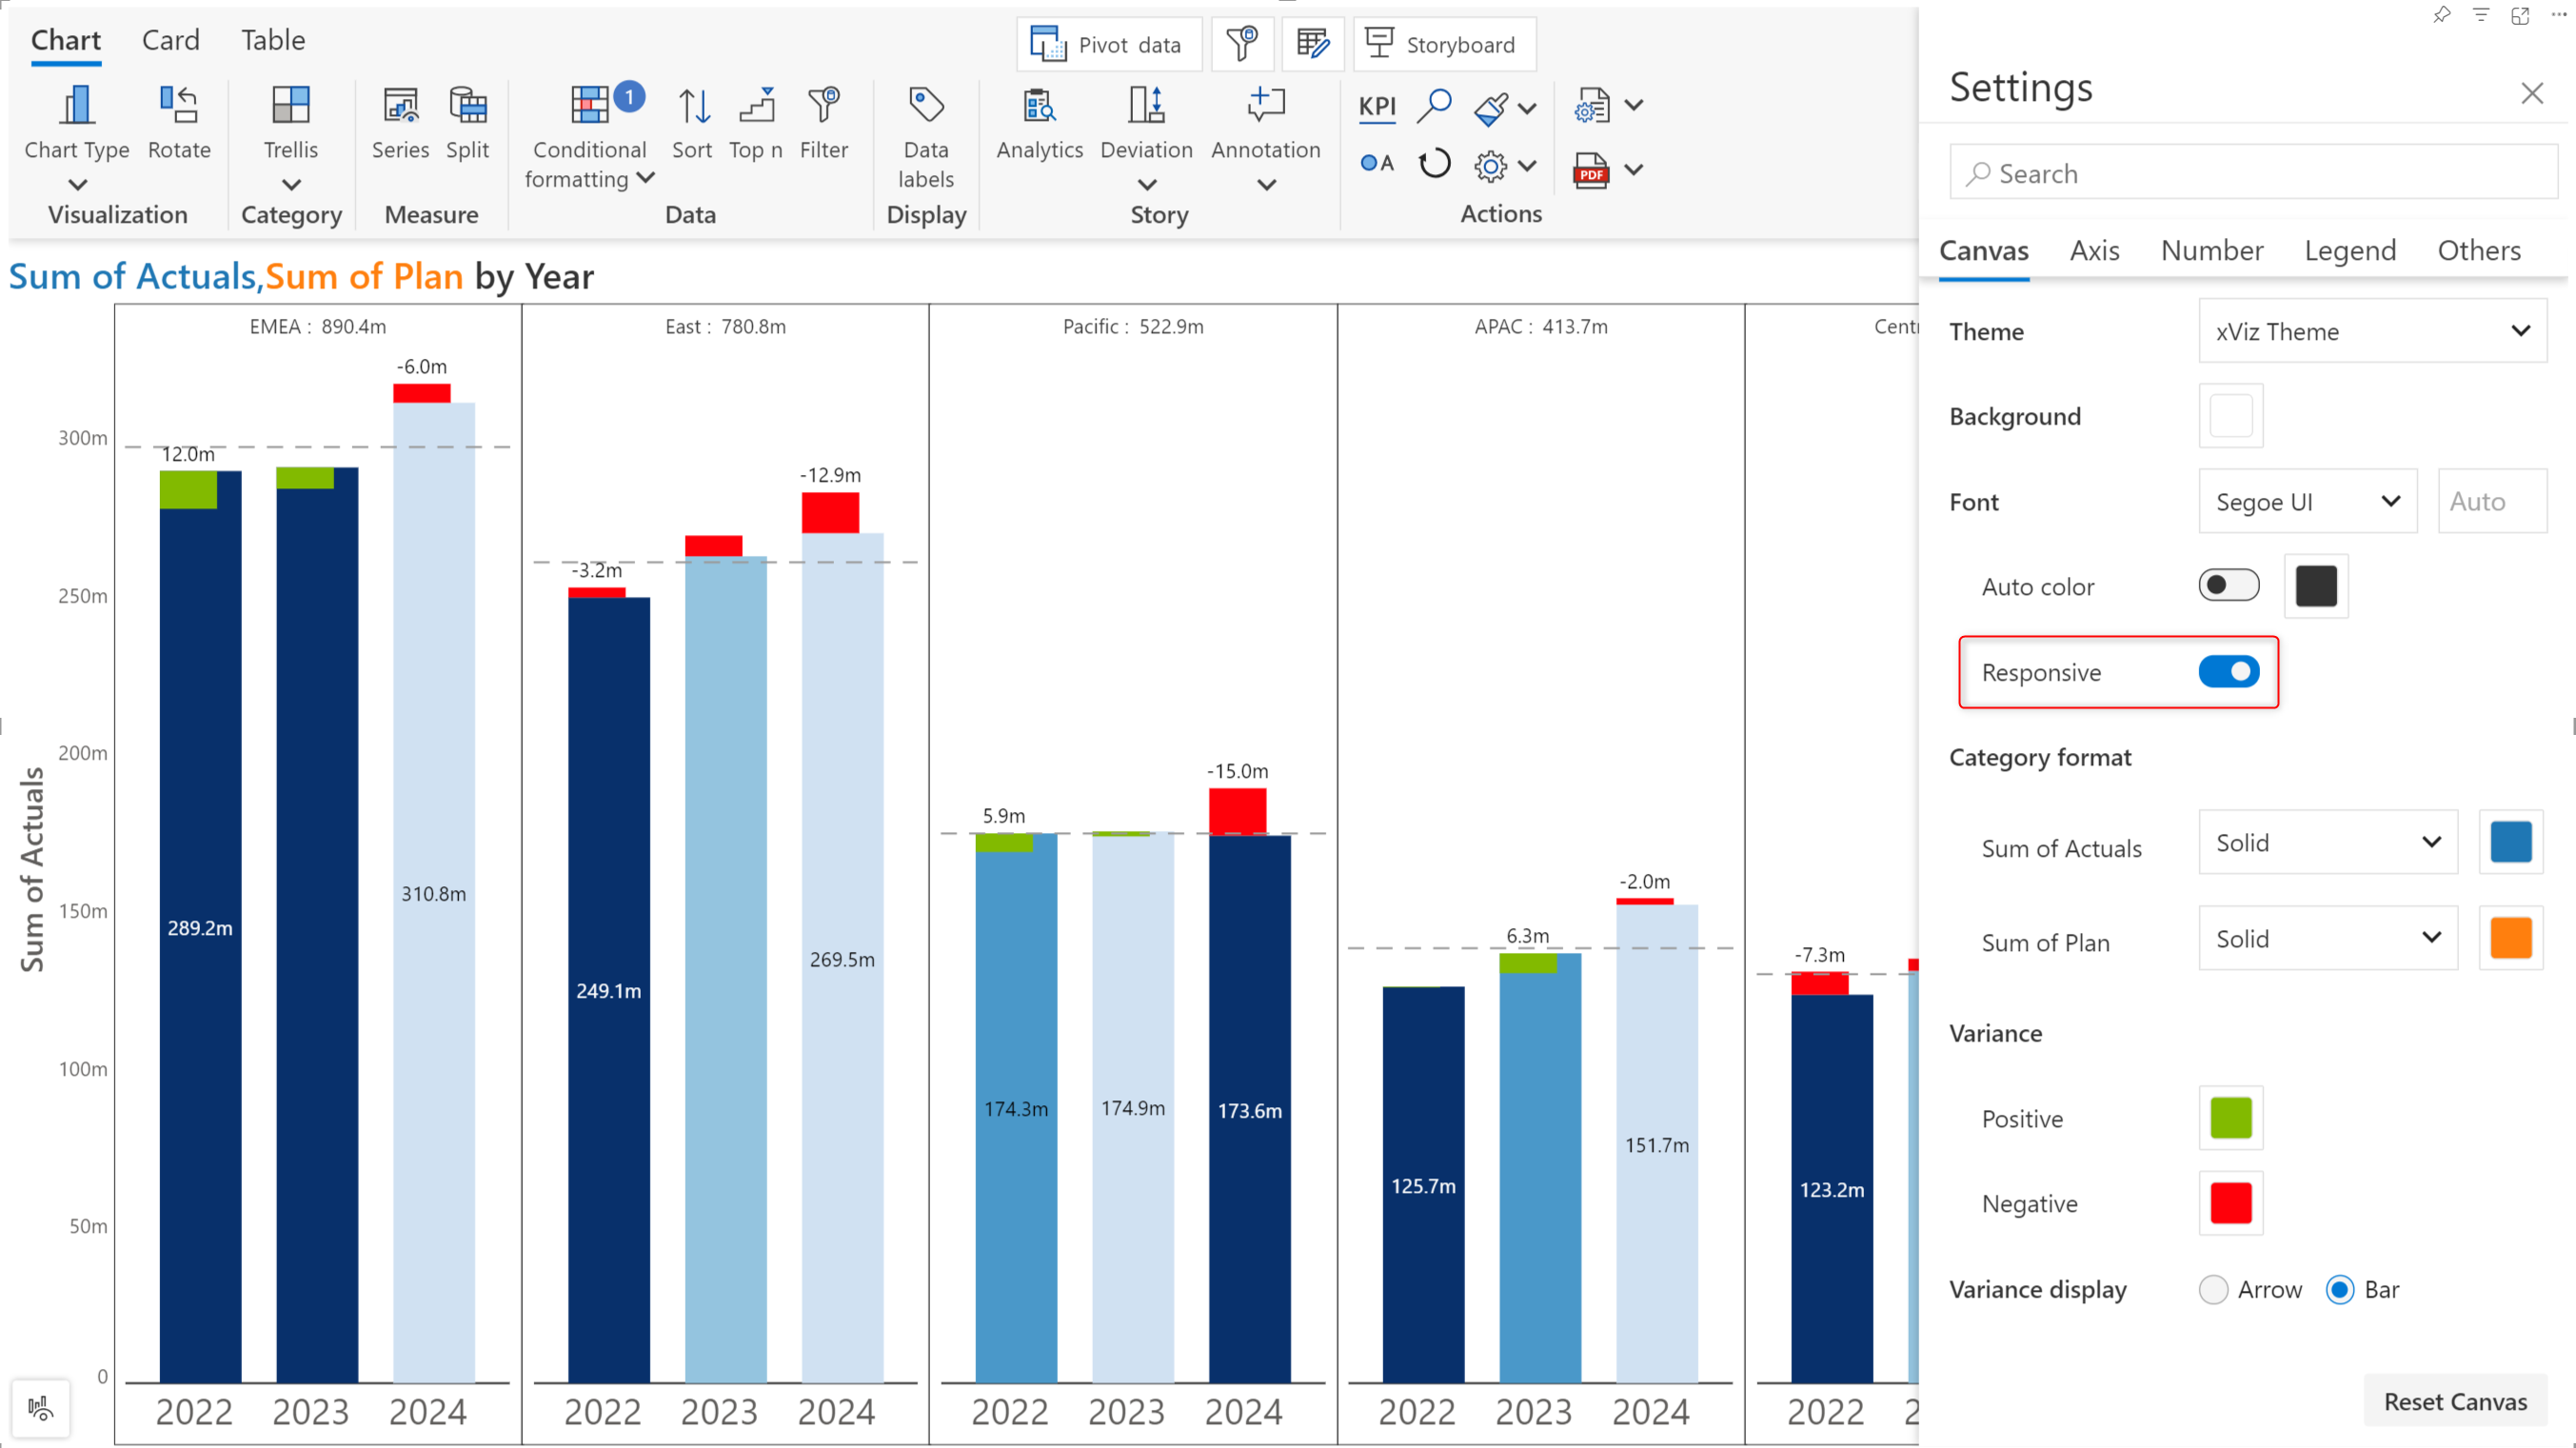 Chart Card Table
Pivot data
Storyboard
Chart Type Rotate Trellis Series Split Conditional formatting Sort Top n Filter Data labels Analytics Deviation Annotation
1
KPI
A
PDF
Visualization Category Measure Data Display Story Actions
Sum of Actuals,Sum of Plan by Year
EMEA : 890.4m East : 780.8m Pacific : 522.9m APAC : 413.7m Centr
Sum of Actuals
300m
250m
200m
150m
100m
50m
0
12.0m
-6.0m
289.2m
310.8m
2022 2023 2024
-3.2m
-12.9m
249.1m
269.5m
2022 2023 2024
5.9m
-15.0m
174.3m
174.9m
173.6m
2022 2023 2024
6.3m
-2.0m
125.7m
151.7m
2022 2023 2024
-7.3m
123.2m
2022 2
Settings
Search
Canvas Axis Number Legend Others
Theme xViz Theme
Background
Font Segoe UI Auto
Auto color
Responsive
Category format
Sum of Actuals Solid
Sum of Plan Solid
Variance
Positive
Negative
Variance display Arrow Bar
Reset Canvas